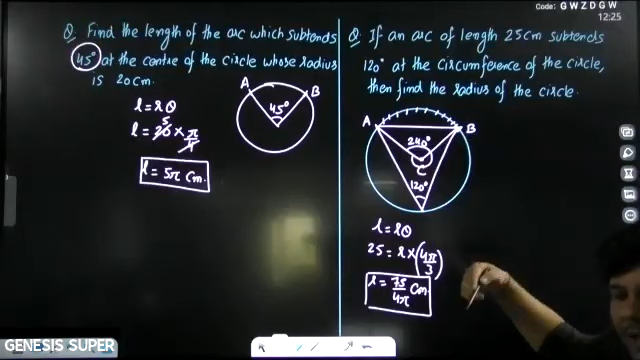 Code: G W Z D G W
12:25
Q. Find the length of the arc which subtends
45° at the centre of the circle whose radius
is 20cm.
A
B
45°
l = rθ
l = 20 5 × π/4
l = 5π cm.
Q. If an arc of length 25cm subtends
120° at the circumference of the circle,
then find the radius of the circle.
A
B
240°
C
120°
l = rθ
25 = r × (4π/3)
r = 75/4π cm
GENESIS SUPER